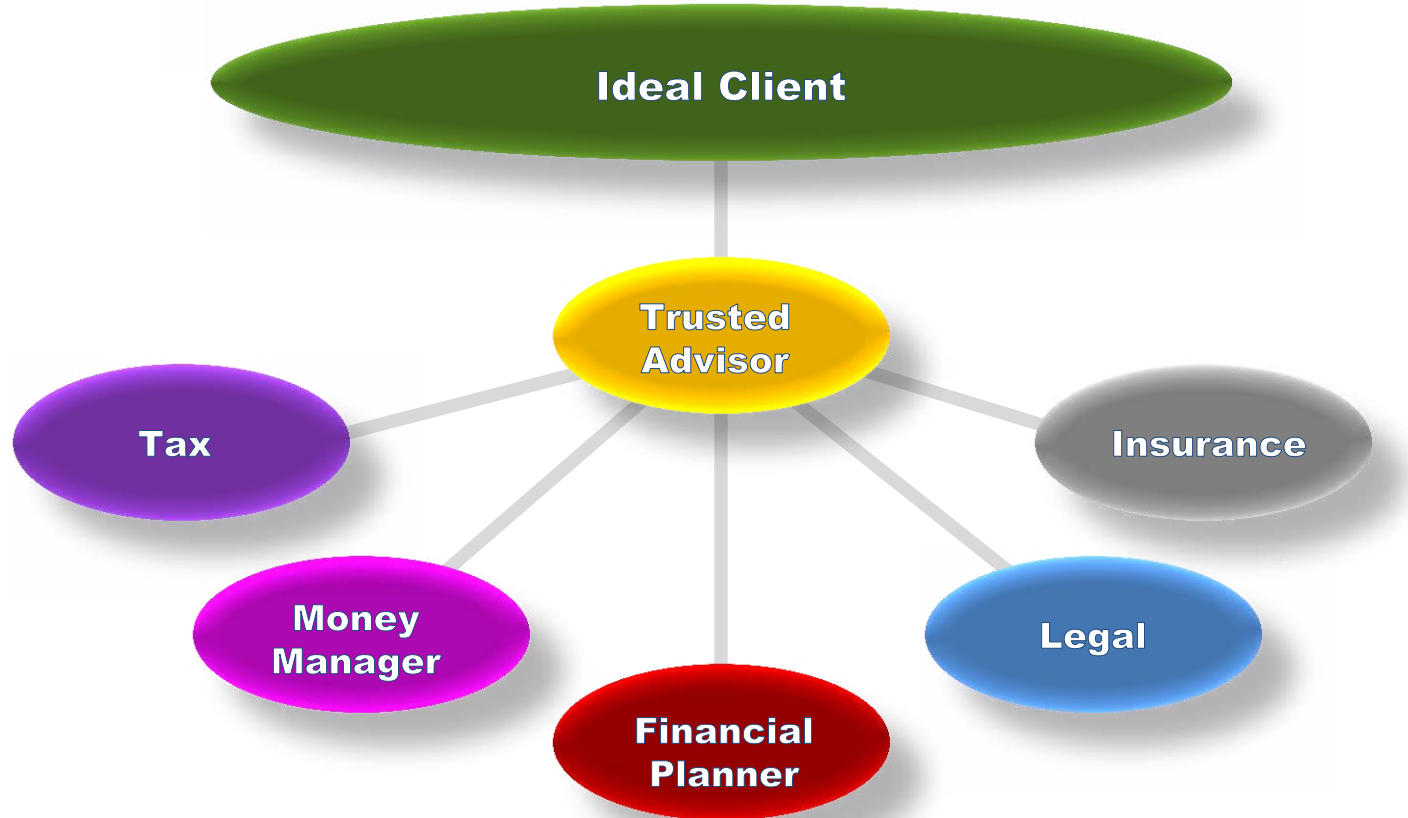 Ideal Client
Trusted
Advisor
Tax
Insurance
Money
Manager
Legal
Financial
Planner